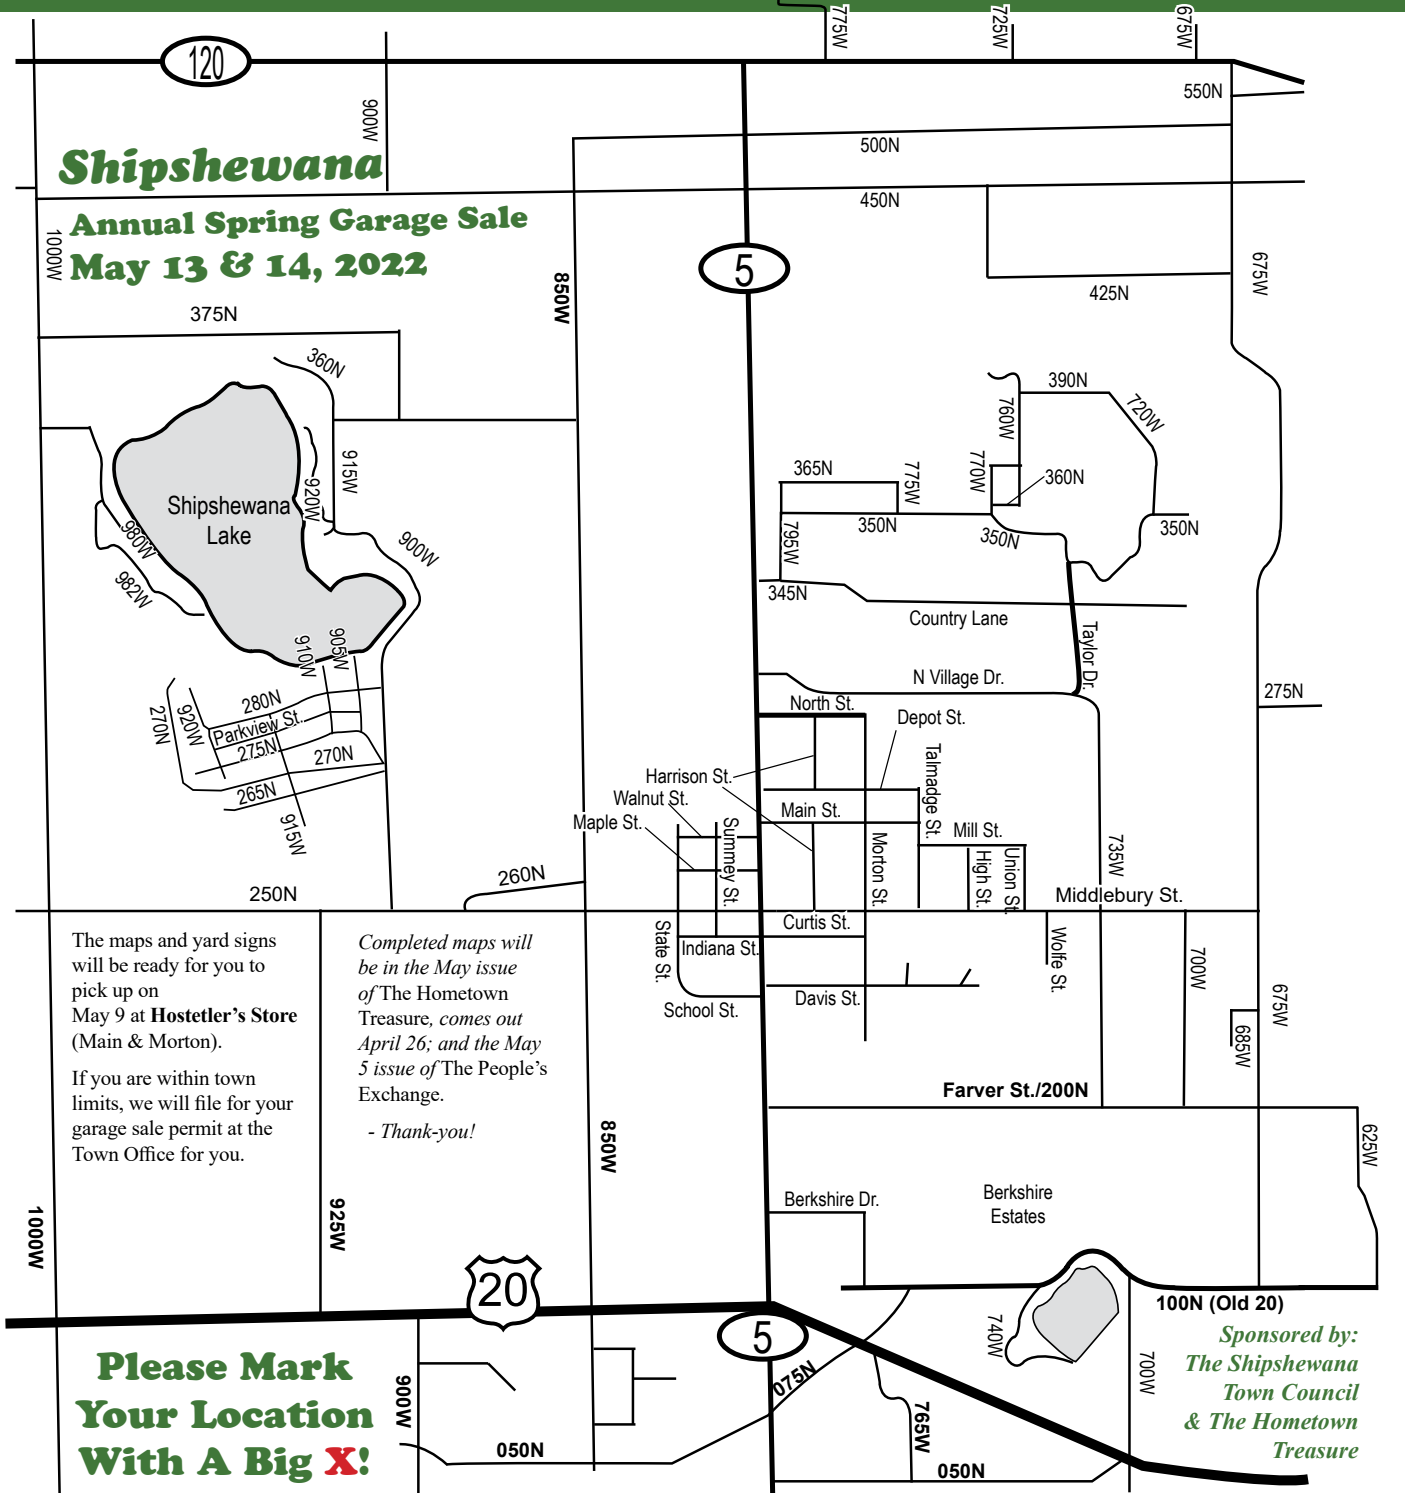 775W
725W
675W
120
900W
550N
500N
Shipshewana
450N
Annual Spring Garage Sale
May 13 & 14, 2022
1000W
5
850W
675W
425N
375N
360N
390N
760W
720W
915W
365N
775W
770W
360N
Shipshewana
Lake
920W
350N
350N
350N
980W
900W
795W
982W
345N
Country Lane
910W
905W
Taylor Dr.
N Village Dr.
275N
280N
270N
920W
Parkview St.
North St.
Depot St.
275N
270N
Harrison St.
Talmadge St.
265N
Walnut St.
Main St.
Maple St.
Summey St.
Mill St.
915W
Morton St.
High St.
Union St.
735W
260N
250N
Middlebury St.
Curtis St.
State St.
Indiana St.
Wolfe St.
700W
Davis St.
School St.
675W
685W
The maps and yard signs
will be ready for you to
pick up on
May 9 at Hostetler's Store
(Main & Morton).
If you are within town
limits, we will file for your
garage sale permit at the
Town Office for you.
Completed maps will
be in the May issue
of The Hometown
Treasure, comes out
April 26; and the May
5 issue of The People's
Exchange.
- Thank-you!
Farver St./200N
850W
625W
1000W
925W
Berkshire Dr.
Berkshire
Estates
20
100N (Old 20)
5
740W
700W
075N
900W
765W
050N
050N
Please Mark
Your Location
With A Big X!
Sponsored by:
The Shipshewana
Town Council
& The Hometown
Treasure